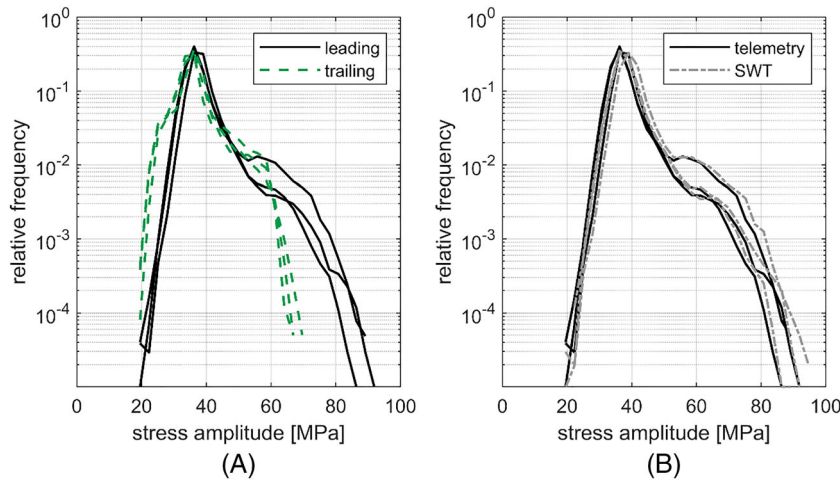 10^0
10^-1
10^-2
10^-3
10^-4
relative frequency
leading
trailing
0 20 40 60 80 100
stress amplitude [MPa]
(A)
10^0
10^-1
10^-2
10^-3
10^-4
relative frequency
telemetry
SWT
0 20 40 60 80 100
stress amplitude [MPa]
(B)